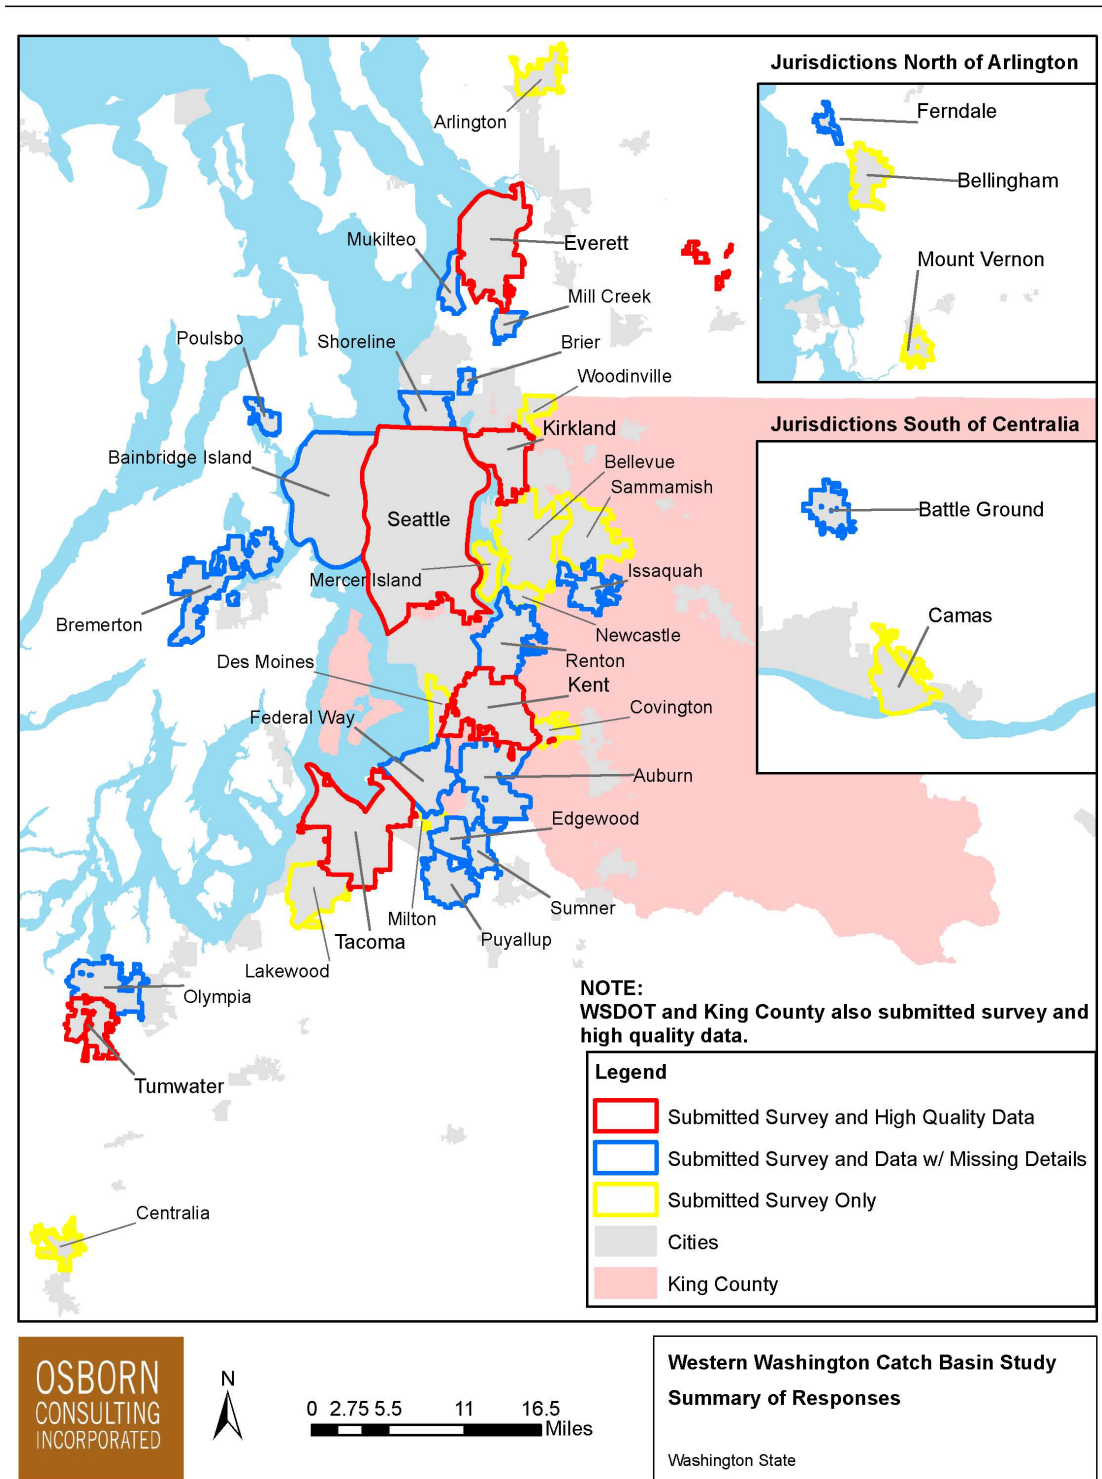 Jurisdictions North of Arlington
Ferndale
Bellingham
Mount Vernon
Arlington
Mukilteo
Everett
Mill Creek
Poulsbo
Shoreline
Brier
Woodinville
Kirkland
Jurisdictions South of Centralia
Bainbridge Island
Bellevue
Sammamish
Seattle
Battle Ground
Mercer Island
Issaquah
Bremerton
Newcastle
Camas
Renton
Des Moines
Kent
Covington
Federal Way
Auburn
Edgewood
Milton
Sumner
Tacoma
Puyallup
Lakewood
Olympia
Tumwater
Centralia
NOTE:
WSDOT and King County also submitted survey and
high quality data.
Legend
Submitted Survey and High Quality Data
Submitted Survey and Data w/ Missing Details
Submitted Survey Only
Cities
King County
OSBORN
CONSULTING
INCORPORATED
N
0 2.75 5.5 11 16.5
Miles
Western Washington Catch Basin Study
Summary of Responses
Washington State